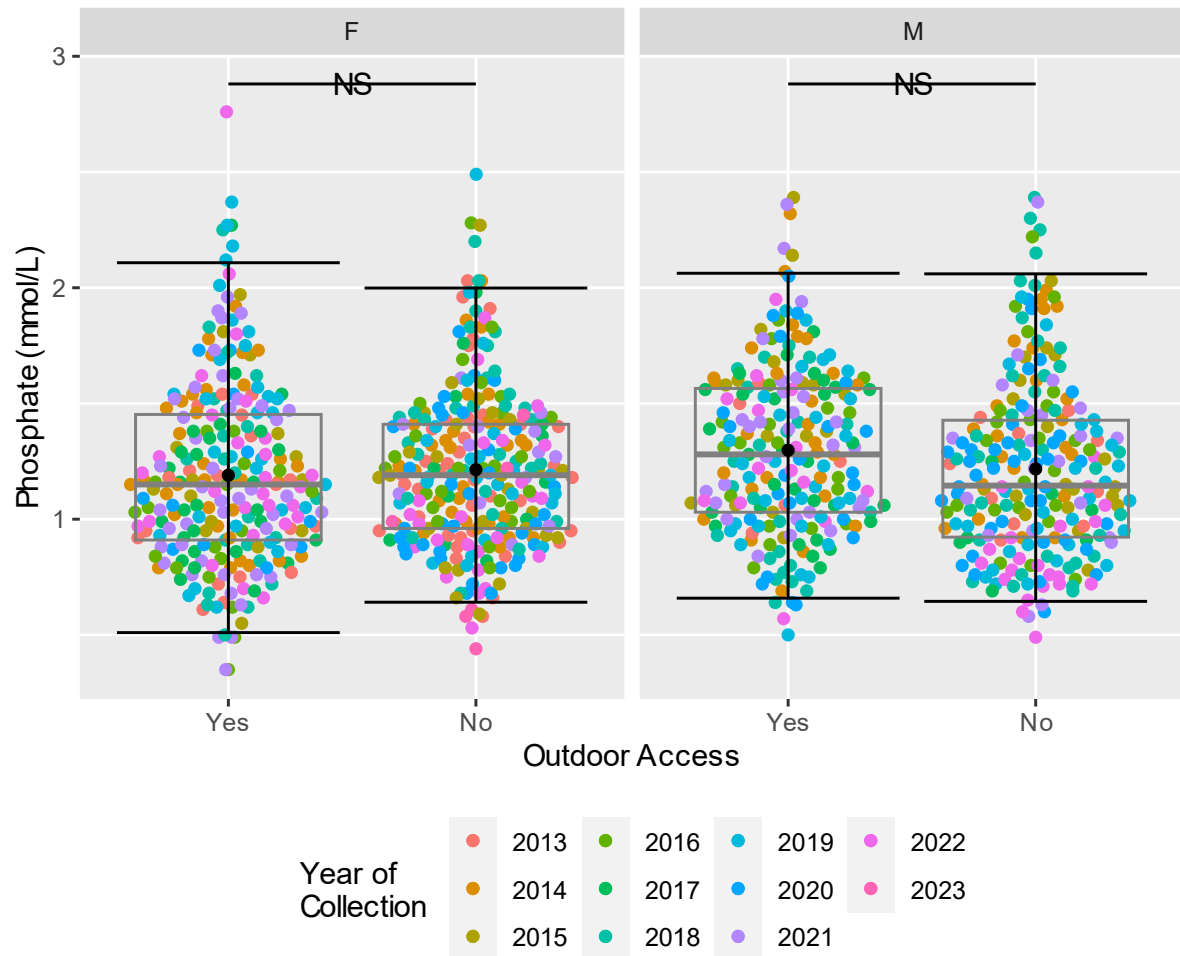 F
M
3
NS
NS
2
1
Phosphate (mmol/L)
Yes
No
Yes
No
Outdoor Access
Year of
Collection
2013
2016
2019
2022
2014
2017
2020
2023
2015
2018
2021